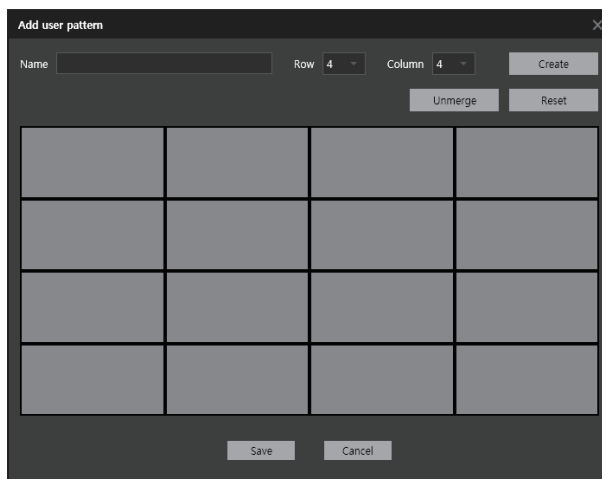 Add user pattern
Name Row 4 Column 4 Create
Unmerge Reset
Save Cancel